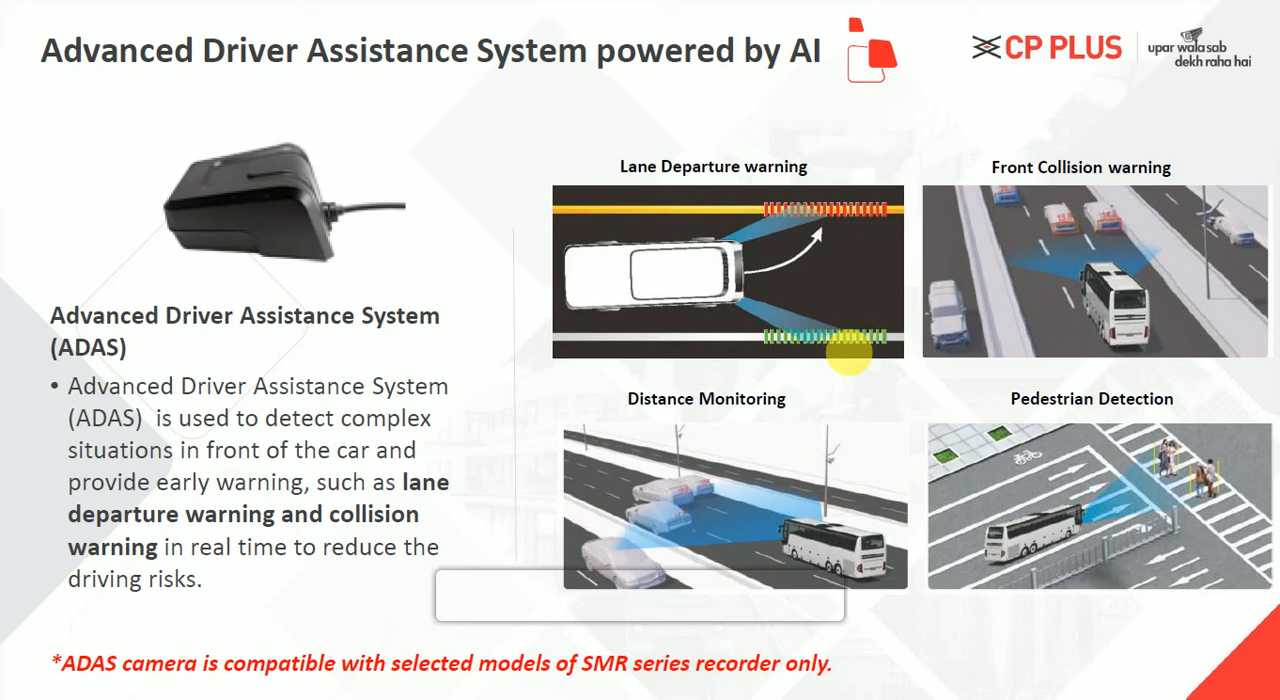 Advanced Driver Assistance System powered by AI
CP PLUS
upar wala sab
dekh raha hai
Lane Departure warning
Front Collision warning
Advanced Driver Assistance System
(ADAS)
• Advanced Driver Assistance System
(ADAS) is used to detect complex
situations in front of the car and
provide early warning, such as lane
departure warning and collision
warning in real time to reduce the
driving risks.
Distance Monitoring
Pedestrian Detection
*ADAS camera is compatible with selected models of SMR series recorder only.